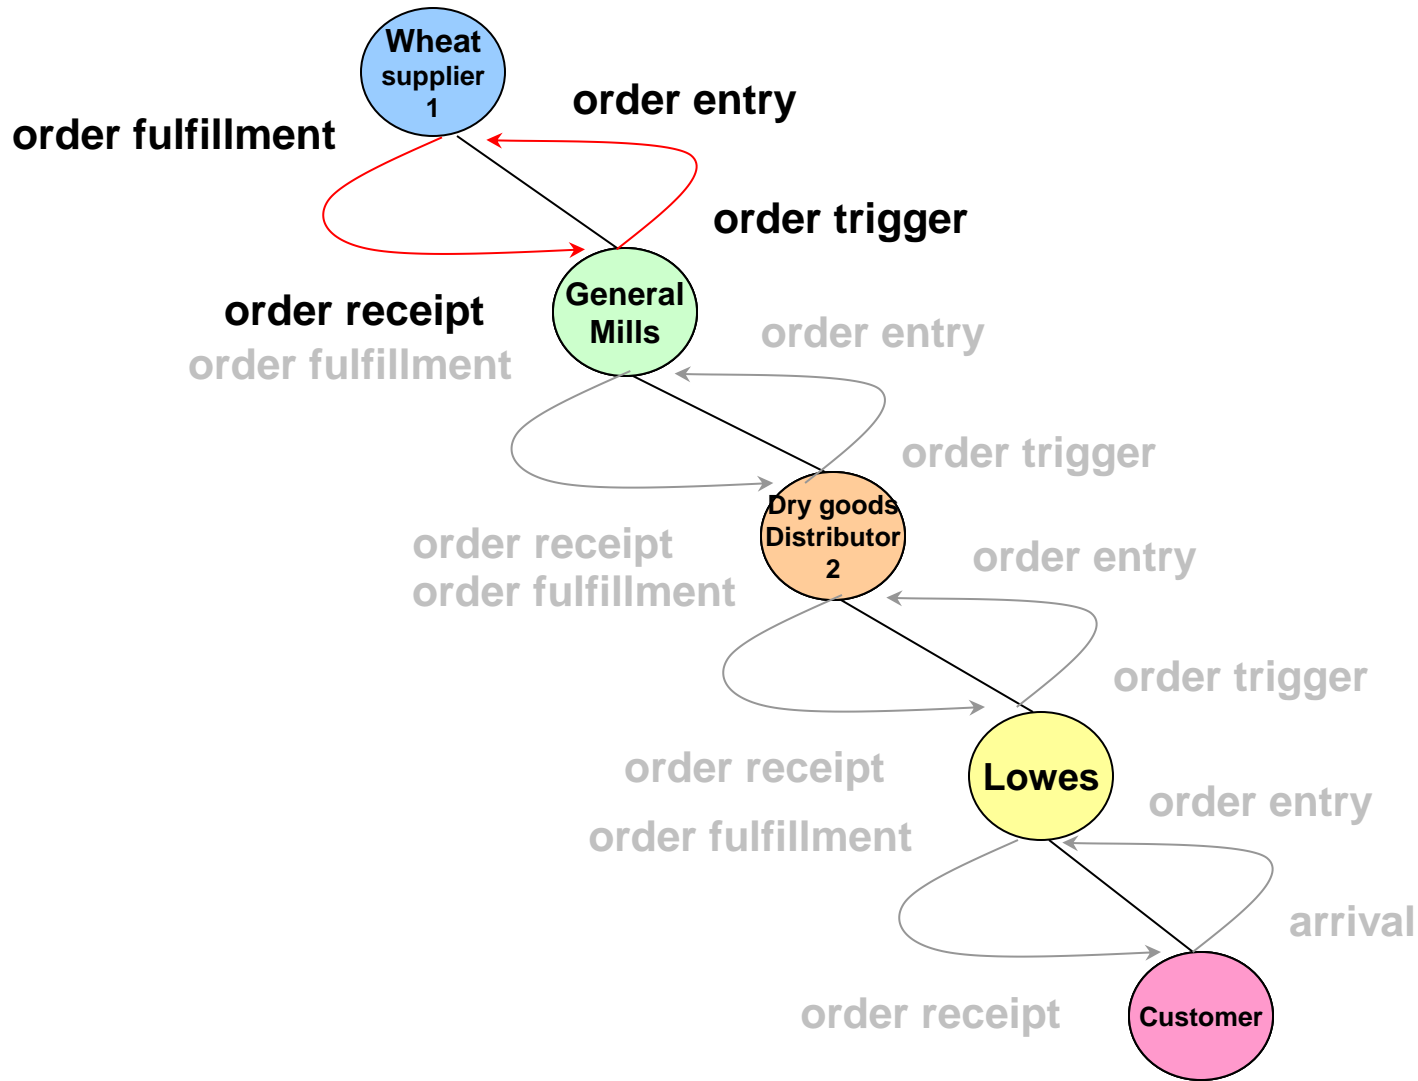 Wheat
supplier
1
order entry
order fulfillment
order trigger
General
Mills
order receipt
order entry
order fulfillment
order trigger
Dry goods
Distributor
2
order receipt
order entry
order fulfillment
order trigger
order receipt
Lowes
order entry
order fulfillment
arrival
order receipt
Customer